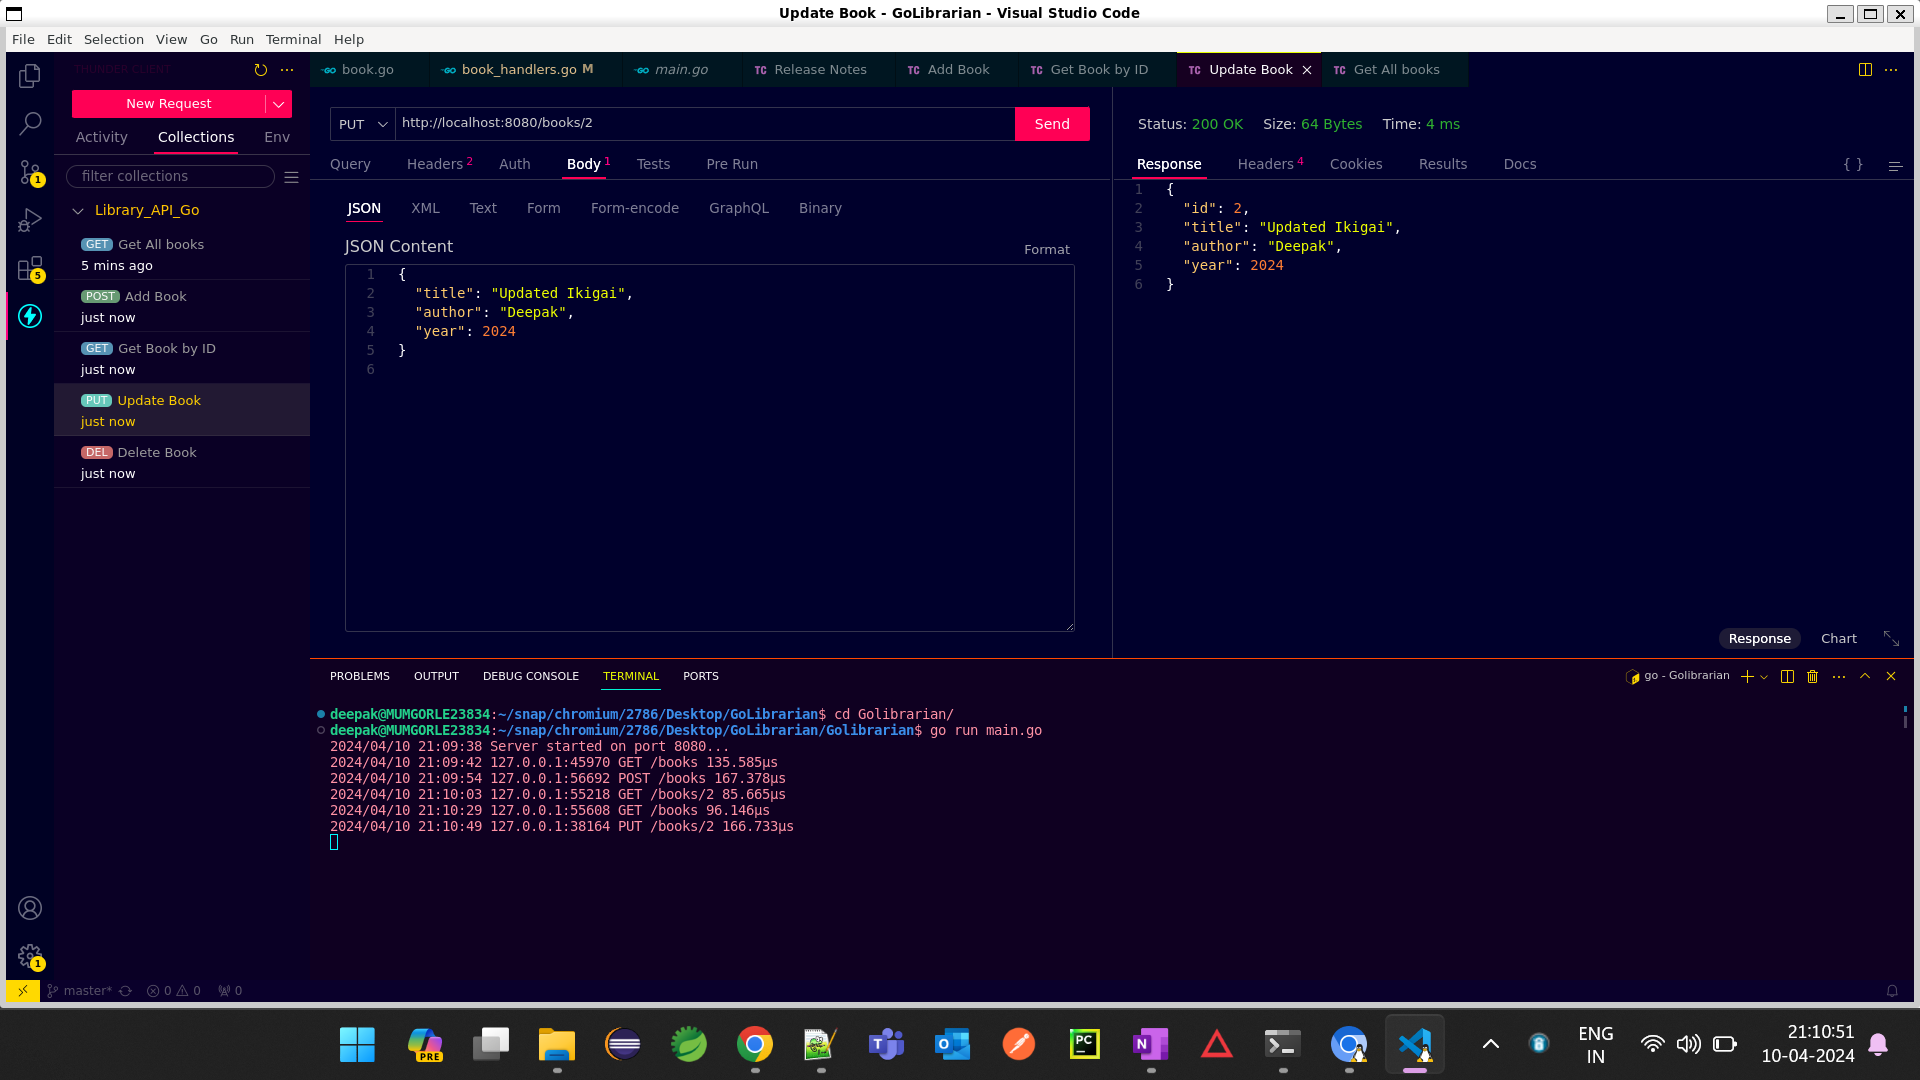 Update Book - GoLibrarian - Visual Studio Code
File Edit Selection View Go Run Terminal Help
THUNDER CLIENT
New Request
Activity Collections Env
filter collections
Library_API_Go
GET Get All books
5 mins ago
POST Add Book
just now
GET Get Book by ID
just now
PUT Update Book
just now
DEL Delete Book
just now
book.go book_handlers.go M main.go TC Release Notes TC Add Book TC Get Book by ID TC Update Book TC Get All books
PUT http://localhost:8080/books/2 Send
Query Headers 2 Auth Body 1 Tests Pre Run
JSON XML Text Form Form-encode GraphQL Binary
JSON Content Format
1 {
2 "title": "Updated Ikigai",
3 "author": "Deepak",
4 "year": 2024
5 }
6
Status: 200 OK Size: 64 Bytes Time: 4 ms
Response Headers 4 Cookies Results Docs { }
1 {
2 "id": 2,
3 "title": "Updated Ikigai",
4 "author": "Deepak",
5 "year": 2024
6 }
Response Chart
PROBLEMS OUTPUT DEBUG CONSOLE TERMINAL PORTS go - Golibrarian
deepak@MUMGORLE23834:~/snap/chromium/2786/Desktop/GoLibrarian$ cd Golibrarian/
deepak@MUMGORLE23834:~/snap/chromium/2786/Desktop/GoLibrarian/Golibrarian$ go run main.go
2024/04/10 21:09:38 Server started on port 8080...
2024/04/10 21:09:42 127.0.0.1:45970 GET /books 135.585µs
2024/04/10 21:09:54 127.0.0.1:56692 POST /books 167.378µs
2024/04/10 21:10:03 127.0.0.1:55218 GET /books/2 85.665µs
2024/04/10 21:10:29 127.0.0.1:55608 GET /books 96.146µs
2024/04/10 21:10:49 127.0.0.1:38164 PUT /books/2 166.733µs
1
5
1
master* 0 0 0
PRE
PC
ENG
IN
21:10:51
10-04-2024